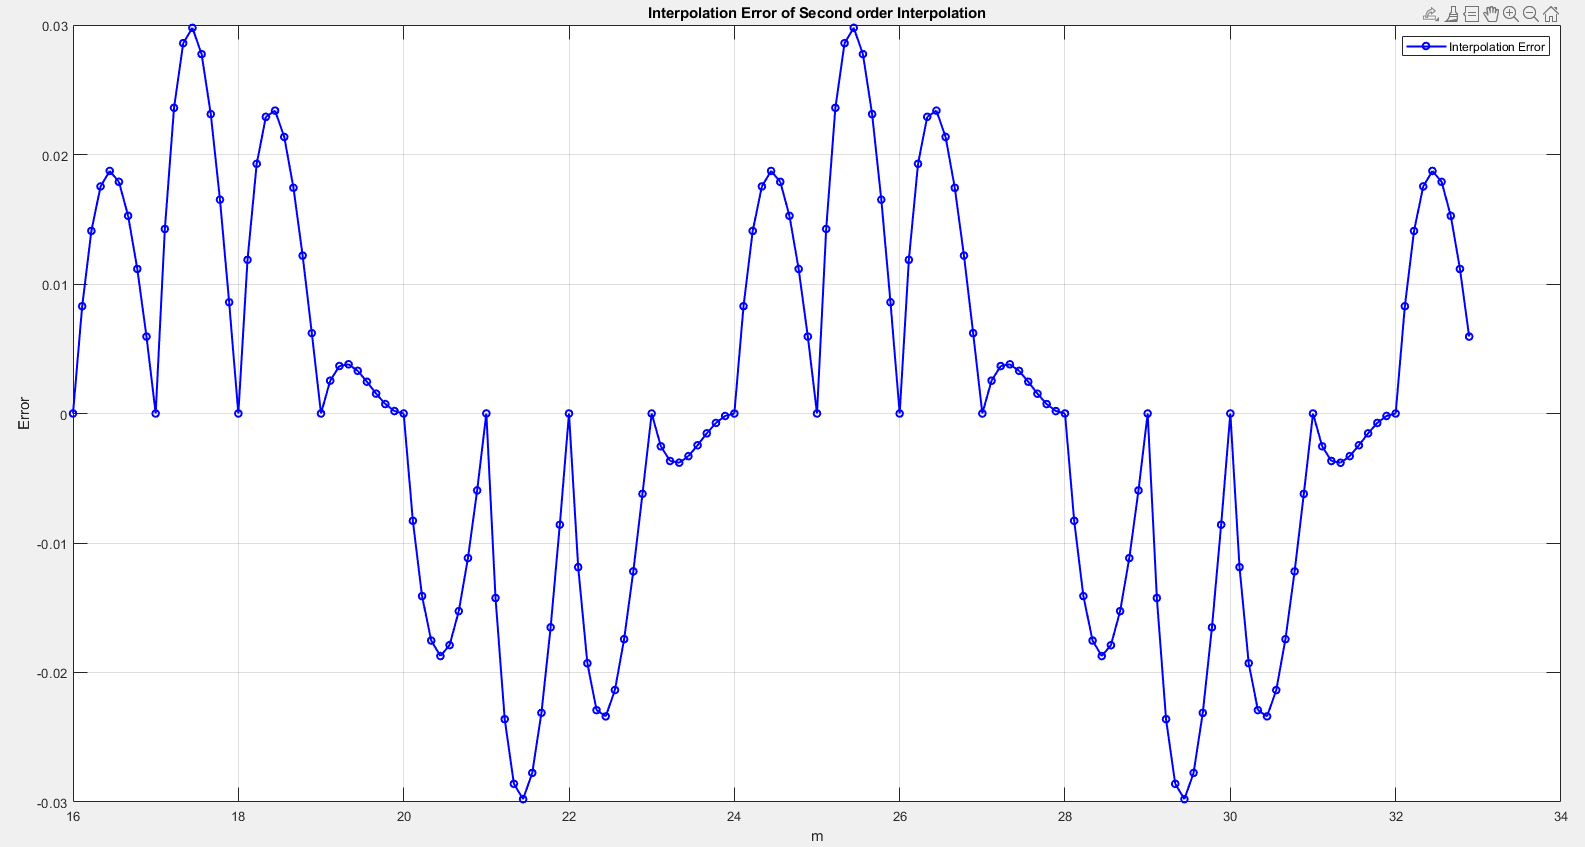 Interpolation Error of Second order Interpolation
Interpolation Error
0.03
0.02
0.01
0
-0.01
-0.02
-0.03
Error
16 18 20 22 24 26 28 30 32 34
m